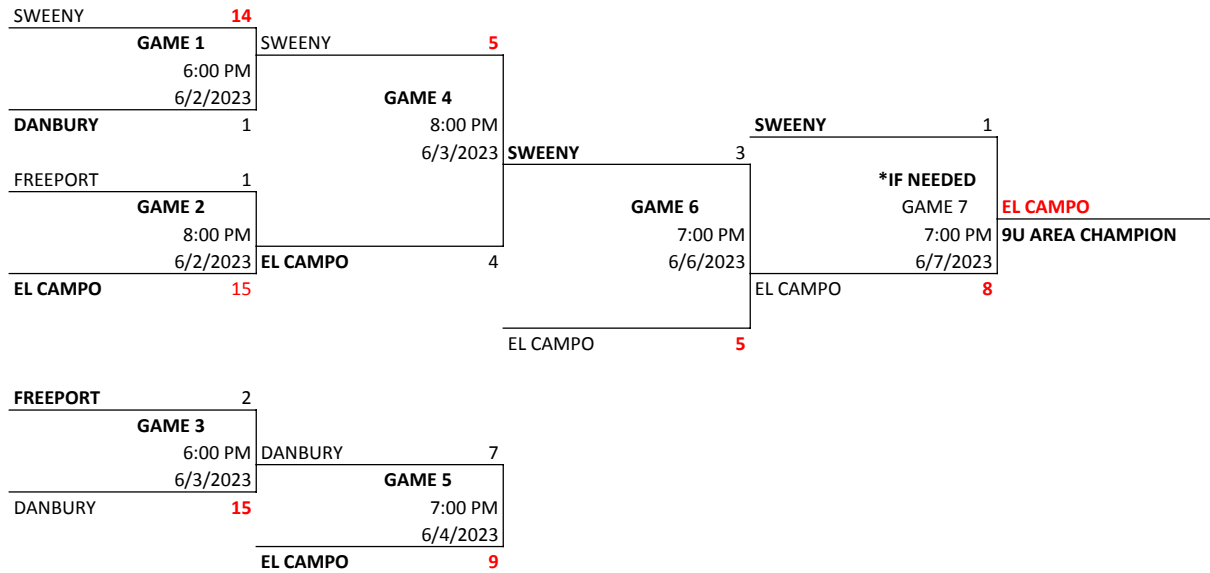 SWEENY 14
GAME 1 SWEENY 5
6:00 PM
6/2/2023 GAME 4
DANBURY 1 8:00 PM SWEENY 1
6/3/2023 SWEENY 3
FREEPORT 1 *IF NEEDED
GAME 2 GAME 6 GAME 7 EL CAMPO
8:00 PM 7:00 PM 7:00 PM 9U AREA CHAMPION
6/2/2023 EL CAMPO 4 6/6/2023 6/7/2023
EL CAMPO 15 EL CAMPO 8
EL CAMPO 5
FREEPORT 2
GAME 3
6:00 PM DANBURY 7
6/3/2023 GAME 5
DANBURY 15 7:00 PM
6/4/2023
EL CAMPO 9